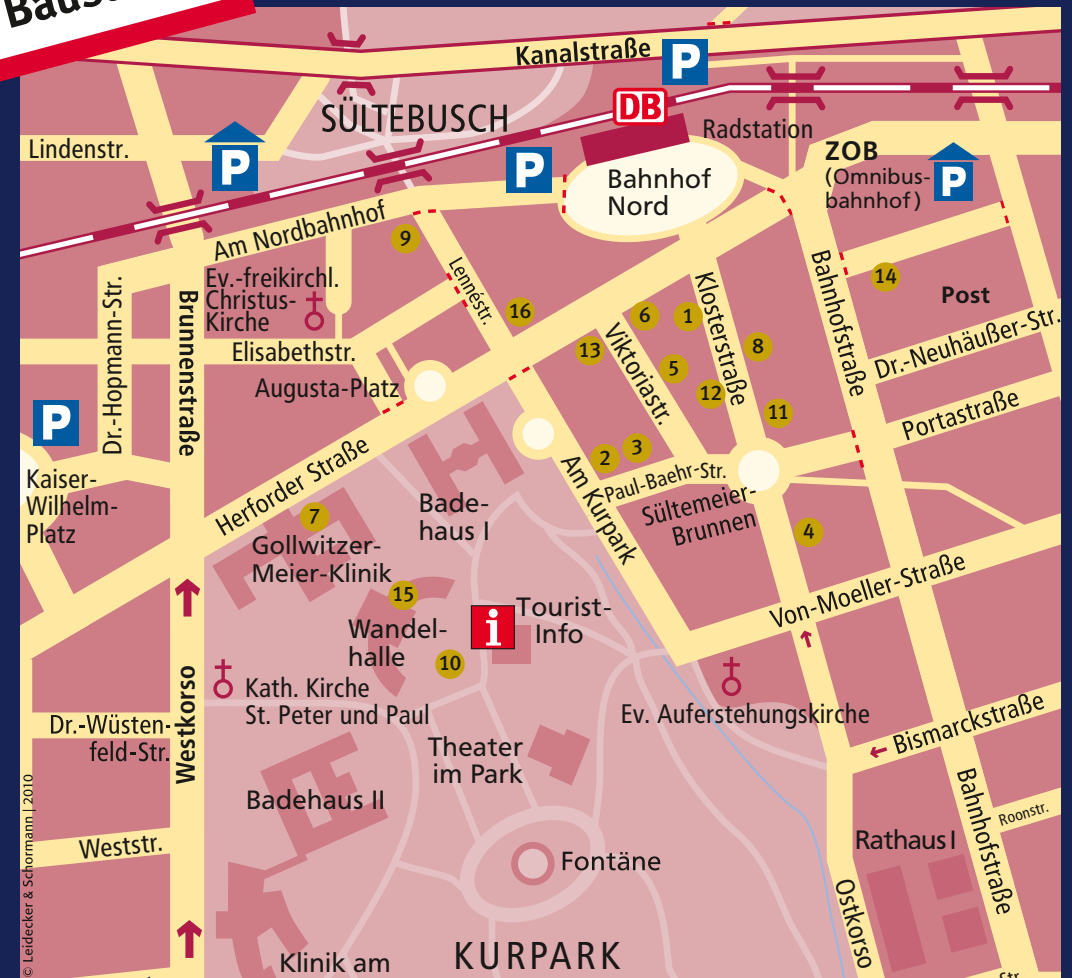 Kanalstraße
P
DB
SÜLTEBUSCH
Radstation
Lindenstr.
P
P
Bahnhof
Nord
ZOB
(Omnibus-
bahnhof)
P
Am Nordbahnhof
9
Lennéstr.
Ev.-freikirchl.
Christus-
Kirche
14
Post
Dr.-Hopmann-Str.
Brunnenstraße
16
6
1
Klosterstraße
Bahnhofstraße
Elisabethstr.
13
Viktoriastr.
8
Dr.-Neuhäußer-Str.
Augusta-Platz
5
12
P
11
Portastraße
Kaiser-
Wilhelm-
Platz
Herforder Straße
2
3
Paul-Baehr-Str.
Am Kurpark
Sültemeier-
Brunnen
Bade-
haus I
7
Gollwitzer-
Meier-Klinik
4
Von-Moeller-Straße
15
i
Tourist-
Info
Wandel-
halle
10
Kath. Kirche
St. Peter und Paul
Ev. Auferstehungskirche
Westkorso
Dr.-Wüsten-
feld-Str.
Bismarckstraße
Theater
im Park
Badehaus II
Bahnhofstraße
Roonstr.
Weststr.
Rathaus I
Fontäne
Ostkorso
KURPARK
Klinik am
© Leidecker & Schormann | 2010